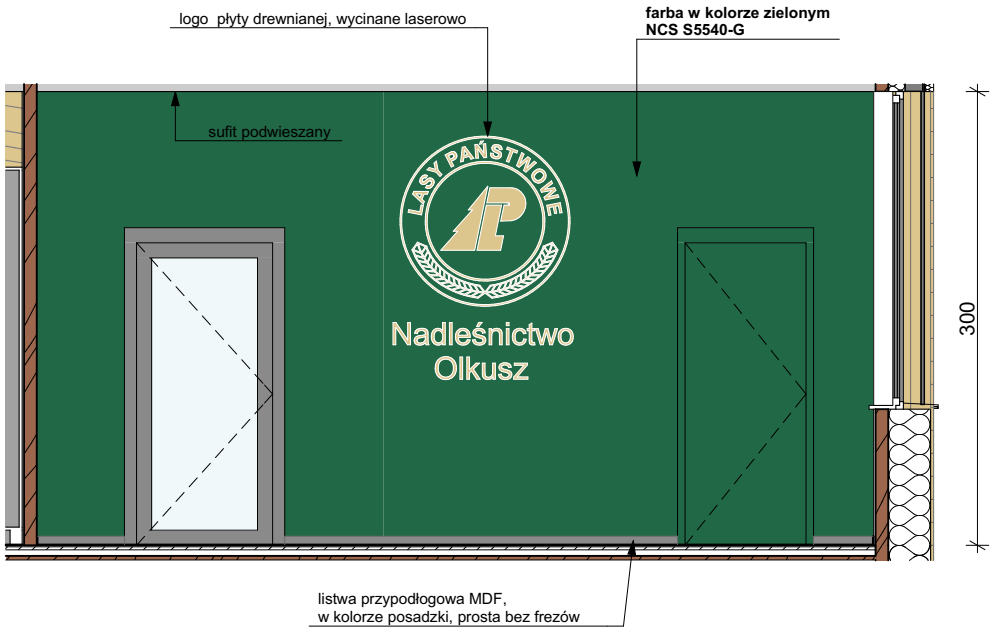 logo  płyty drewnianej, wycinane laserowo
farba w kolorze zielonym
NCS S5540-G
sufit podwieszany
LASY PAŃSTWOWE
Nadleśnictwo
Olkusz
300
listwa przypodłogowa MDF,
w kolorze posadzki, prosta bez frezów